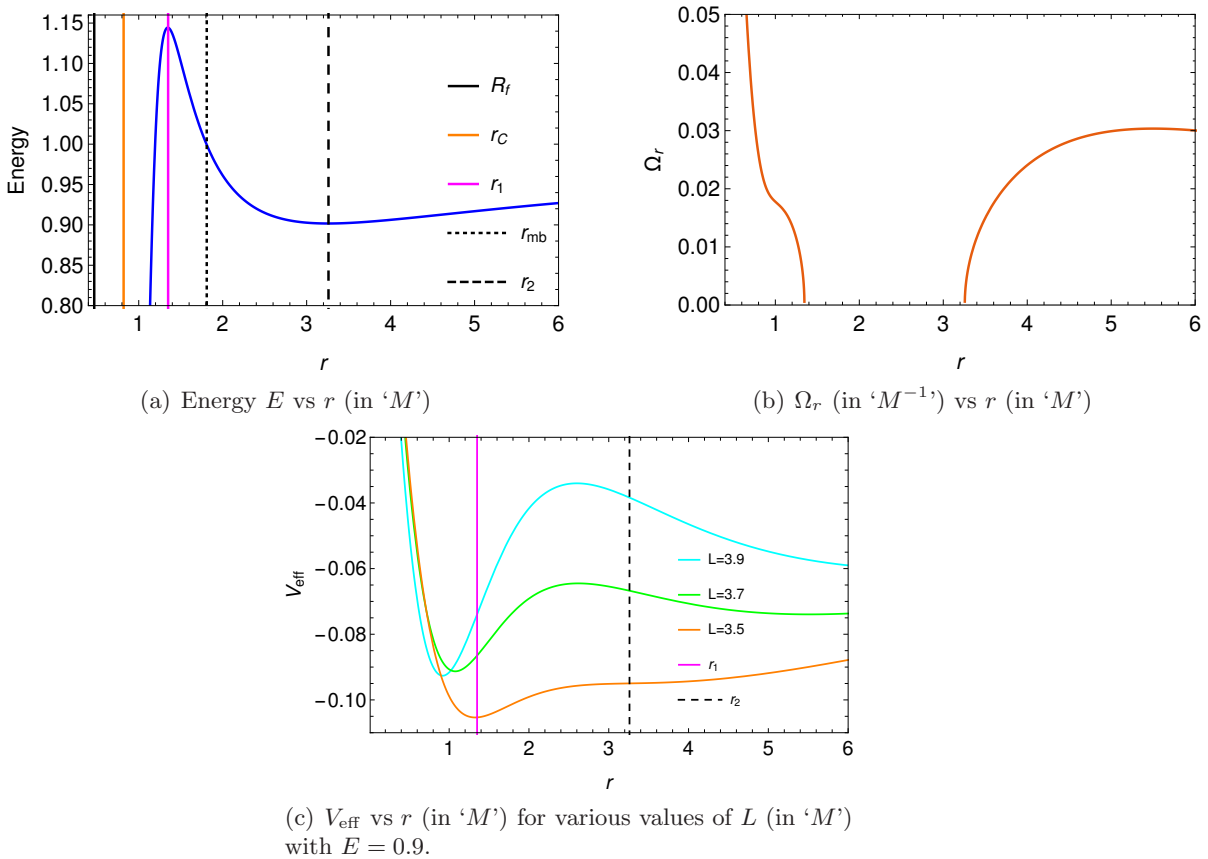 1.15
1.10
1.05
1.00
0.95
0.90
0.85
0.80
Energy
R_f
r_C
r_1
r_mb
r_2
1 2 3 4 5 6
r
(a) Energy E vs r (in ‘M’)
0.05
0.04
0.03
0.02
0.01
0.00
Ω_r
1 2 3 4 5 6
r
(b) Ω_r (in ‘M⁻¹’) vs r (in ‘M’)
−0.02
−0.04
−0.06
−0.08
−0.10
V_eff
L=3.9
L=3.7
L=3.5
r_1
r_2
1 2 3 4 5 6
r
(c) V_eff vs r (in ‘M’) for various values of L (in ‘M’)
with E = 0.9.